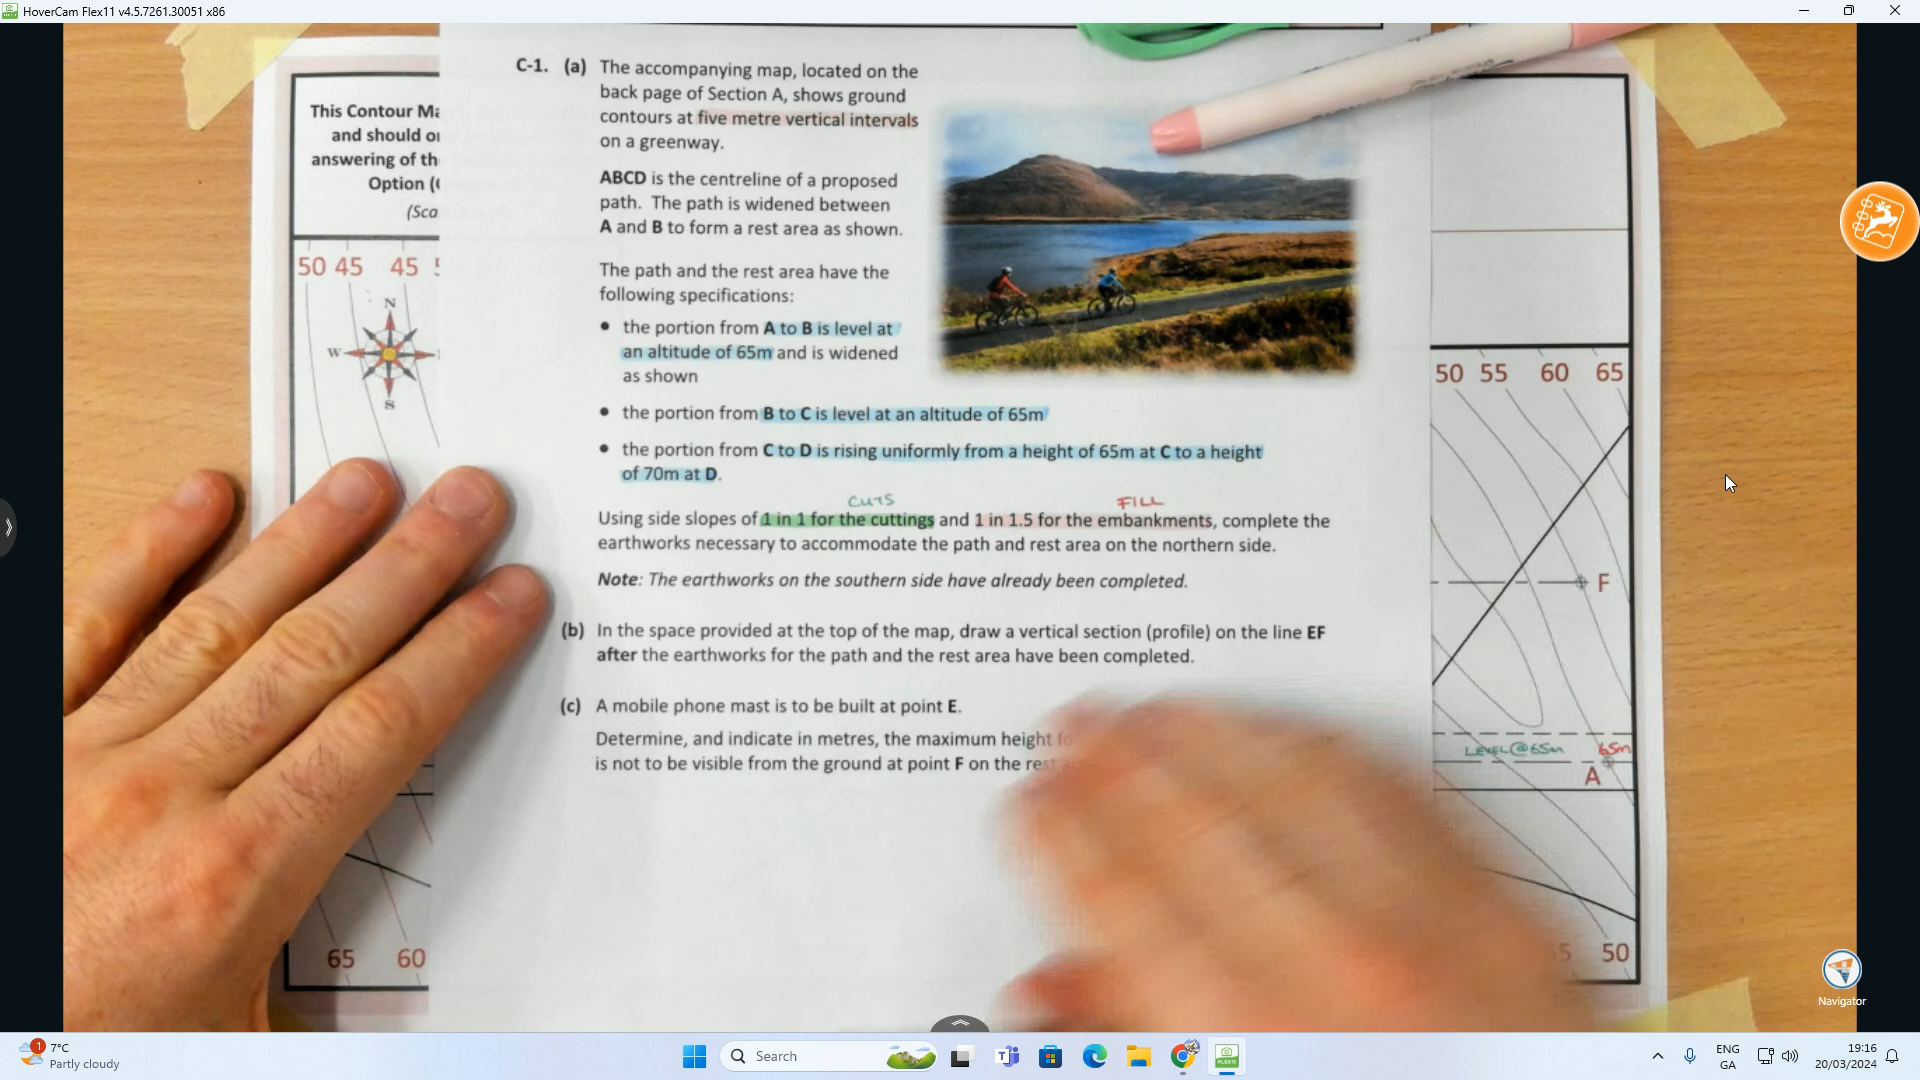 HoverCam Flex11 v4.5.7261.30051 x86
C-1. (a) The accompanying map, located on the
back page of Section A, shows ground
contours at five metre vertical intervals
on a greenway.
ABCD is the centreline of a proposed
path. The path is widened between
A and B to form a rest area as shown.
The path and the rest area have the
following specifications:
• the portion from A to B is level at
an altitude of 65m and is widened
as shown
• the portion from B to C is level at an altitude of 65m
• the portion from C to D is rising uniformly from a height of 65m at C to a height
of 70m at D.
CUTS FILL
Using side slopes of 1 in 1 for the cuttings and 1 in 1.5 for the embankments, complete the
earthworks necessary to accommodate the path and rest area on the northern side.
Note: The earthworks on the southern side have already been completed.
(b) In the space provided at the top of the map, draw a vertical section (profile) on the line EF
after the earthworks for the path and the rest area have been completed.
(c) A mobile phone mast is to be built at point E.
Determine, and indicate in metres, the maximum height
is not to be visible from the ground at point F on the
This Contour
and should
answering of
Option
50 45 45
N
W
S
65 60
50 55 60 65
F
LEVEL@65m 65m
A
50
Navigator
1
7°C
Partly cloudy
Search
ENG
GA
19:16
20/03/2024